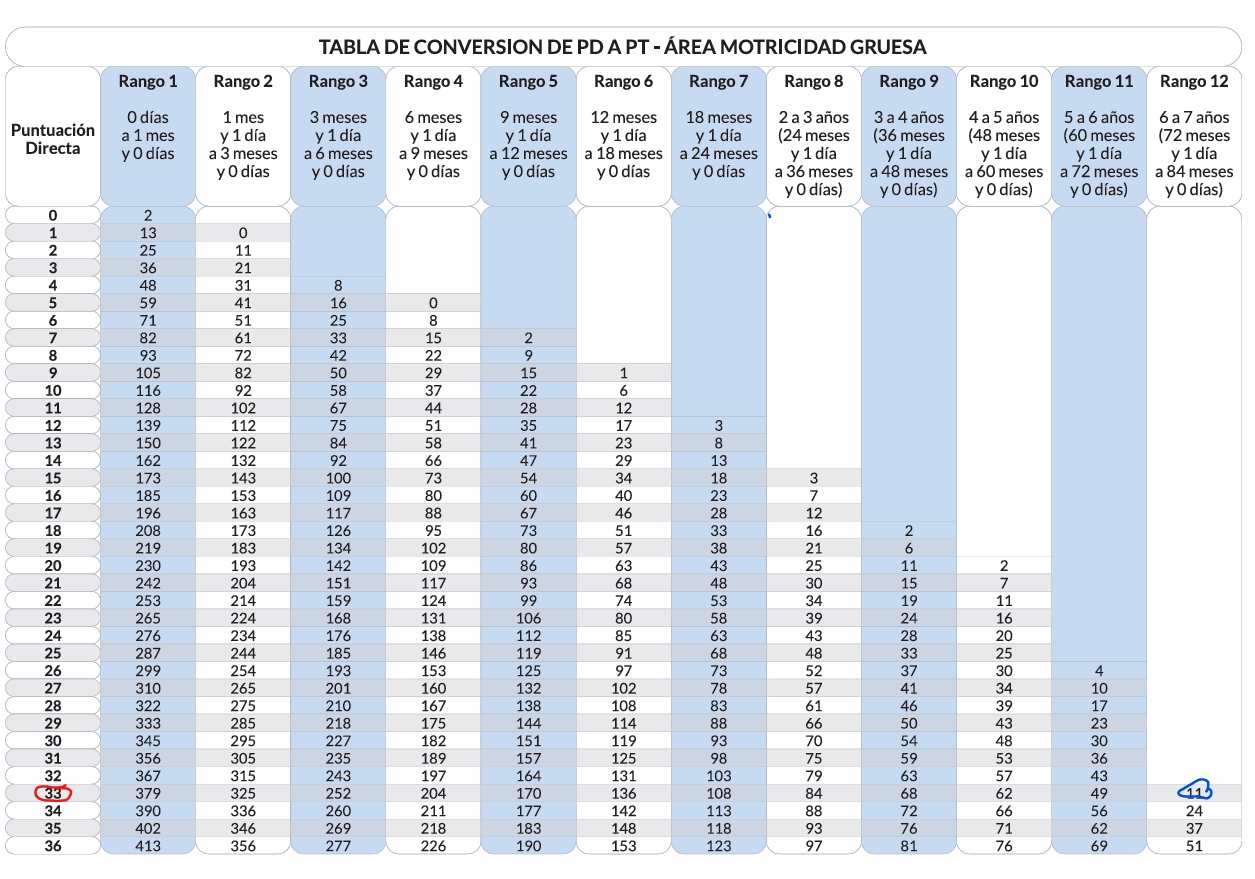 TABLA DE CONVERSION DE PD A PT - ÁREA MOTRICIDAD GRUESA
Puntuación Directa Rango 1 Rango 2 Rango 3 Rango 4 Rango 5 Rango 6 Rango 7 Rango 8 Rango 9 Rango 10 Rango 11 Rango 12
0 días a 1 mes y 0 días
1 mes y 1 día a 3 meses y 0 días
3 meses y 1 día a 6 meses y 0 días
6 meses y 1 día a 9 meses y 0 días
9 meses y 1 día a 12 meses y 0 días
12 meses y 1 día a 18 meses y 0 días
18 meses y 1 día a 24 meses y 0 días
2 a 3 años (24 meses y 1 día a 36 meses y 0 días)
3 a 4 años (36 meses y 1 día a 48 meses y 0 días)
4 a 5 años (48 meses y 1 día a 60 meses y 0 días)
5 a 6 años (60 meses y 1 día a 72 meses y 0 días)
6 a 7 años (72 meses y 1 día a 84 meses y 0 días)
0 2
1 13 0
2 25 11
3 36 21
4 48 31 8
5 59 41 16 0
6 71 51 25 8
7 82 61 33 15 2
8 93 72 42 22 9
9 105 82 50 29 15 1
10 116 92 58 37 22 6
11 128 102 67 44 28 12
12 139 112 75 51 35 17 3
13 150 122 84 58 41 23 8
14 162 132 92 66 47 29 13
15 173 143 100 73 54 34 18 3
16 185 153 109 80 60 40 23 7
17 196 163 117 88 67 46 28 12
18 208 173 126 95 73 51 33 16 2
19 219 183 134 102 80 57 38 21 6
20 230 193 142 109 86 63 43 25 11 2
21 242 204 151 117 93 68 48 30 15 7
22 253 214 159 124 99 74 53 34 19 11
23 265 224 168 131 106 80 58 39 24 16
24 276 234 176 138 112 85 63 43 28 20
25 287 244 185 146 119 91 68 48 33 25
26 299 254 193 153 125 97 73 52 37 30 4
27 310 265 201 160 132 102 78 57 41 34 10
28 322 275 210 167 138 108 83 61 46 39 17
29 333 285 218 175 144 114 88 66 50 43 23
30 345 295 227 182 151 119 93 70 54 48 30
31 356 305 235 189 157 125 98 75 59 53 36
32 367 315 243 197 164 131 103 79 63 57 43
33 379 325 252 204 170 136 108 84 68 62 49 11
34 390 336 260 211 177 142 113 88 72 66 56 24
35 402 346 269 218 183 148 118 93 76 71 62 37
36 413 356 277 226 190 153 123 97 81 76 69 51